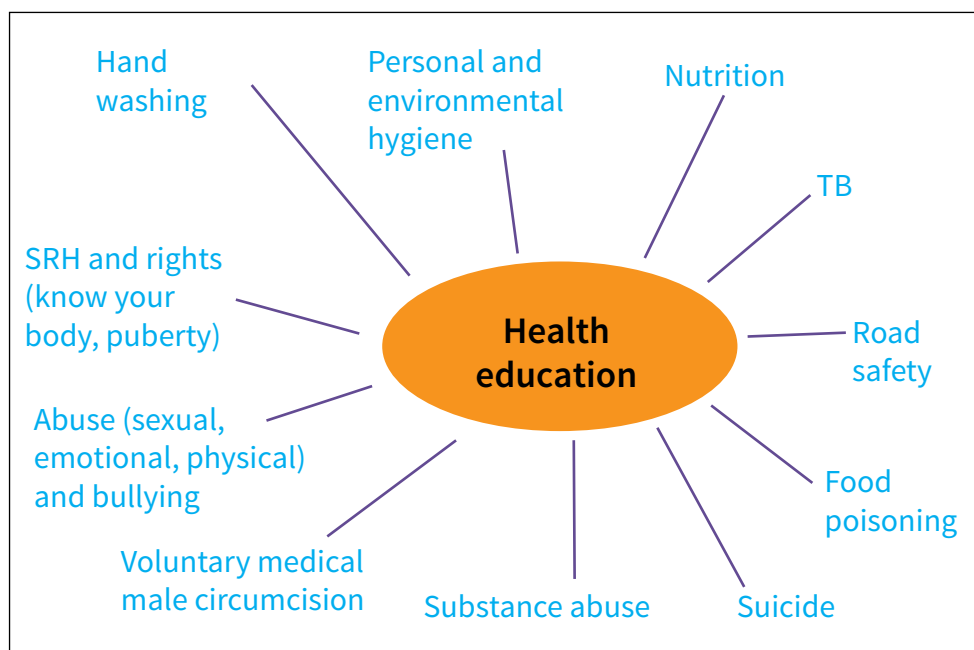 Hand
washing
Personal and
environmental
hygiene
Nutrition
TB
SRH and rights
(know your
body, puberty)
Health
education
Road
safety
Abuse (sexual,
emotional, physical)
and bullying
Food
poisoning
Voluntary medical
male circumcision
Substance abuse
Suicide